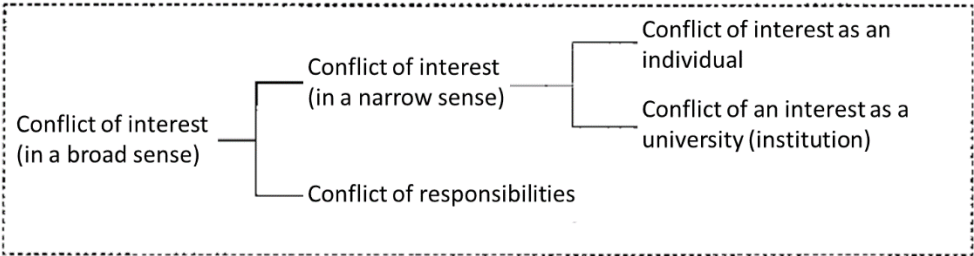 Conflict of interest
(in a broad sense)
Conflict of interest
(in a narrow sense)
Conflict of responsibilities
Conflict of interest as an
individual
Conflict of an interest as a
university (institution)